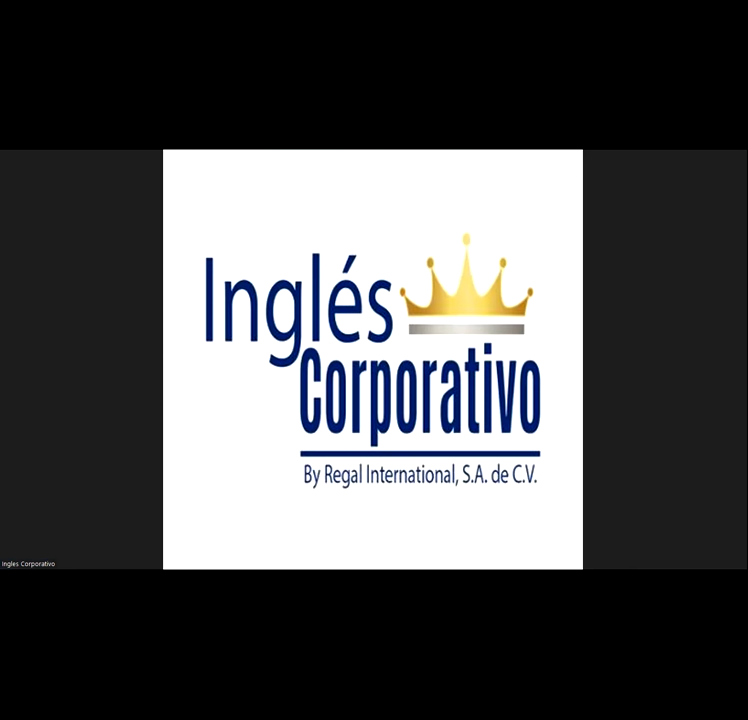 Inglés
Corporativo
By Regal International, S.A. de C.V.
Ingles Corporativo